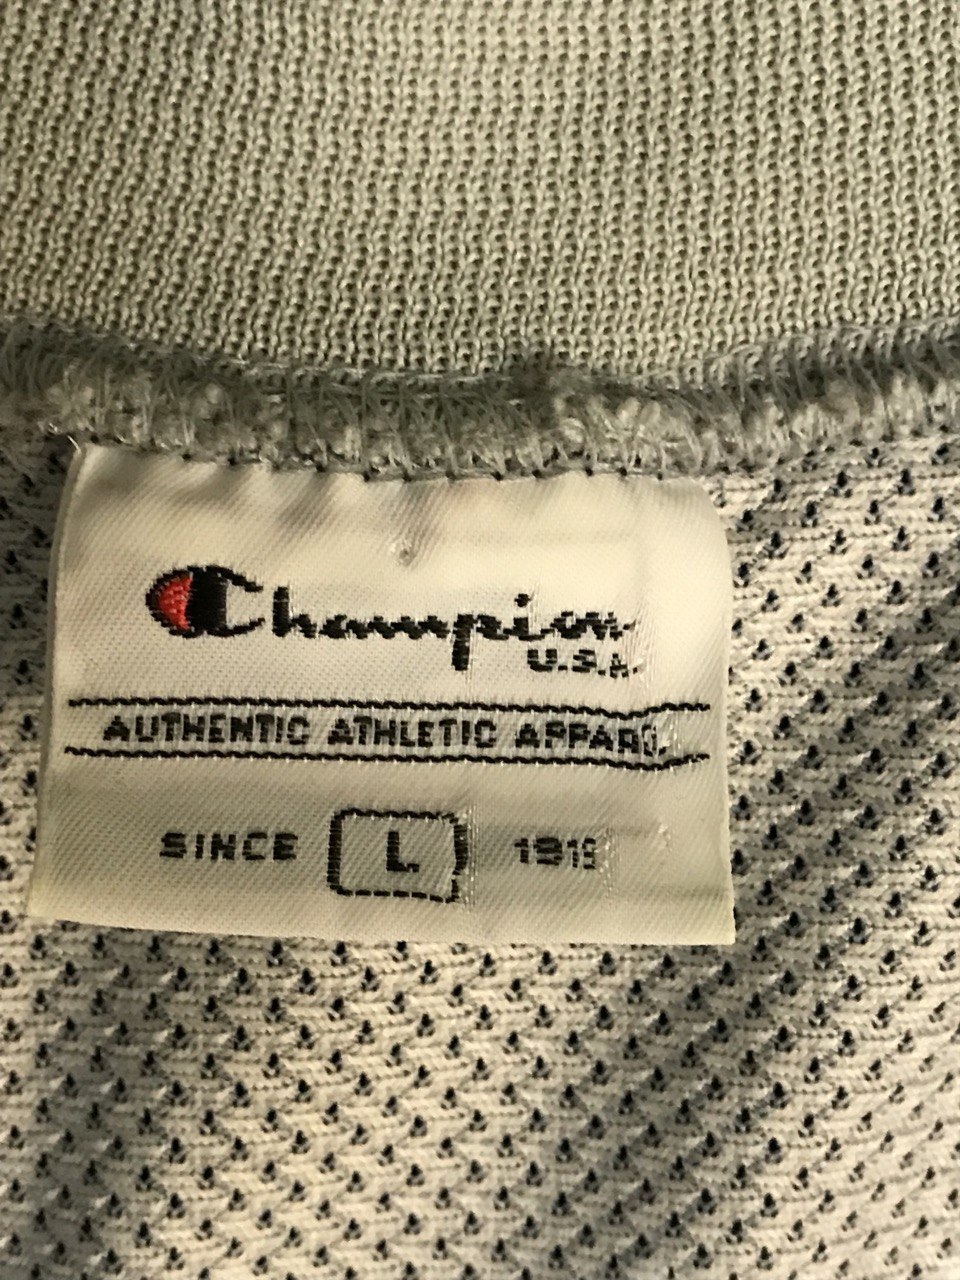 Champion
U.S.A.
AUTHENTIC ATHLETIC APPAREL
SINCE L 1919